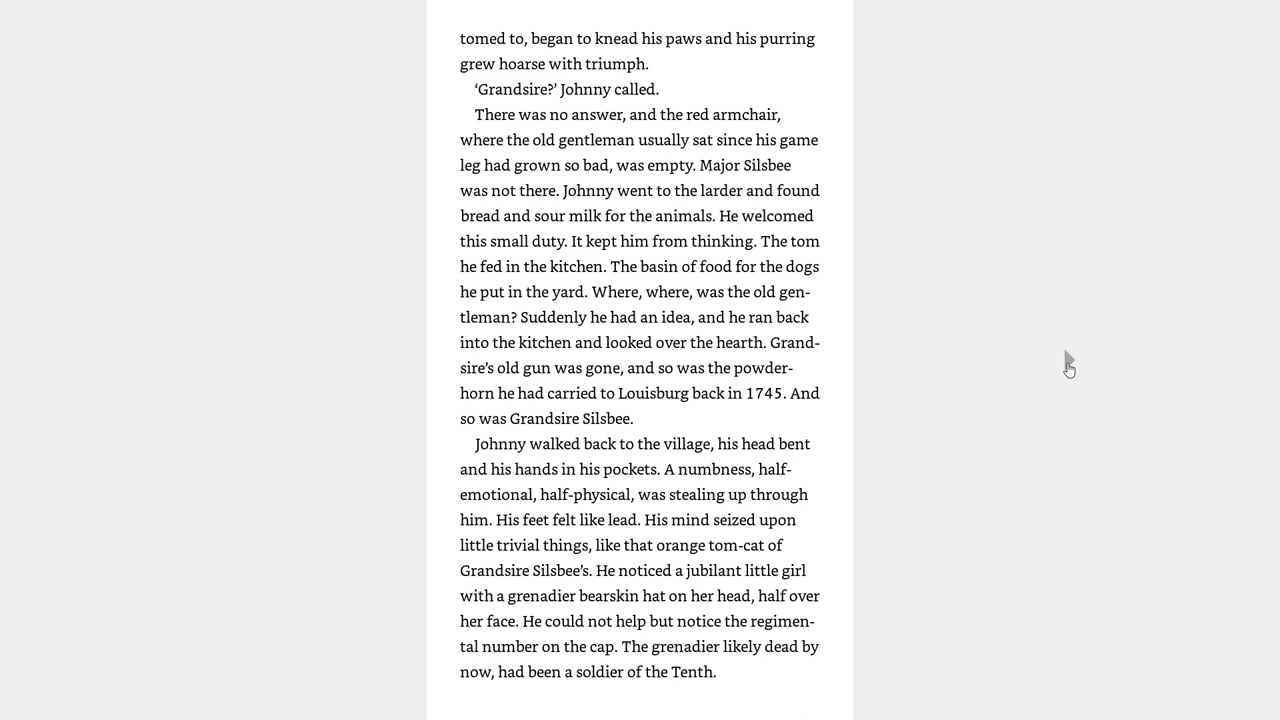 tomed to, began to knead his paws and his purring
grew hoarse with triumph.
‘Grandsire?’ Johnny called.
There was no answer, and the red armchair,
where the old gentleman usually sat since his game
leg had grown so bad, was empty. Major Silsbee
was not there. Johnny went to the larder and found
bread and sour milk for the animals. He welcomed
this small duty. It kept him from thinking. The tom
he fed in the kitchen. The basin of food for the dogs
he put in the yard. Where, where, was the old gen-
tleman? Suddenly he had an idea, and he ran back
into the kitchen and looked over the hearth. Grand-
sire’s old gun was gone, and so was the powder-
horn he had carried to Louisburg back in 1745. And
so was Grandsire Silsbee.
Johnny walked back to the village, his head bent
and his hands in his pockets. A numbness, half-
emotional, half-physical, was stealing up through
him. His feet felt like lead. His mind seized upon
little trivial things, like that orange tom-cat of
Grandsire Silsbee’s. He noticed a jubilant little girl
with a grenadier bearskin hat on her head, half over
her face. He could not help but notice the regimen-
tal number on the cap. The grenadier likely dead by
now, had been a soldier of the Tenth.